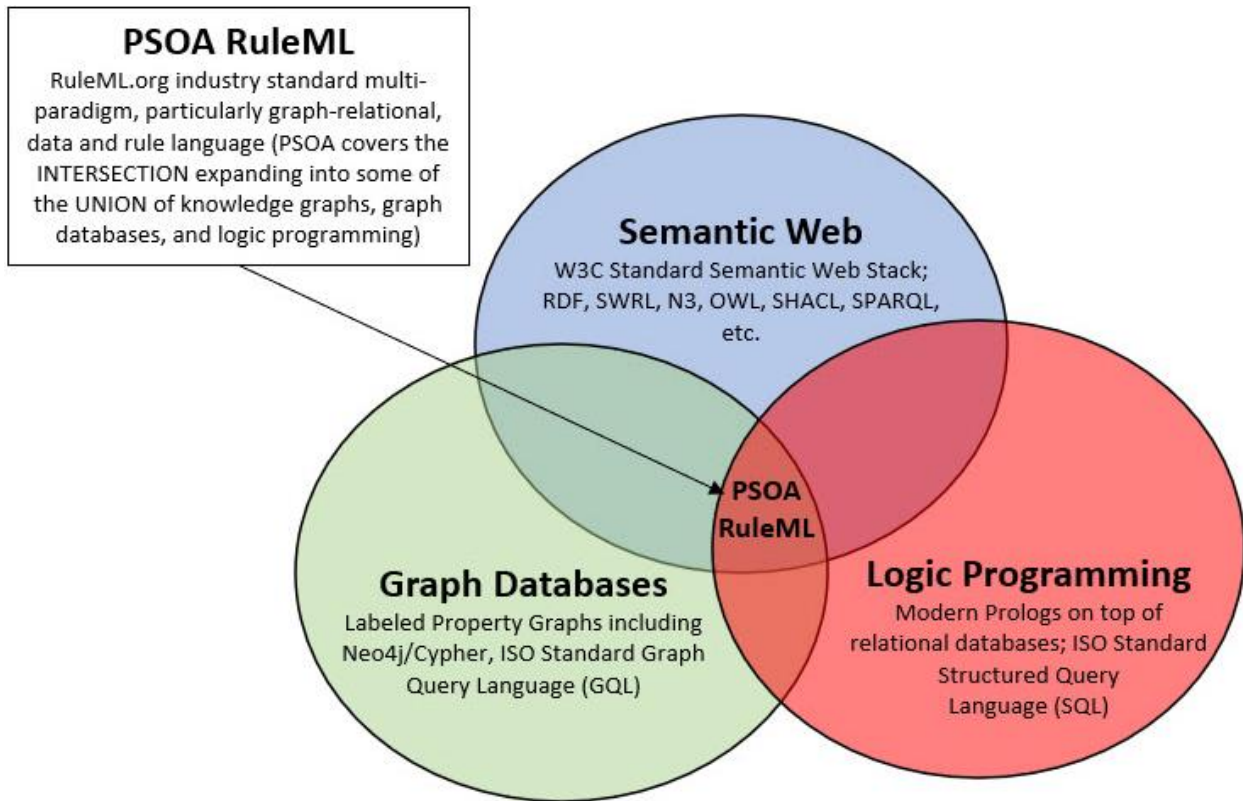 PSOA RuleML
RuleML.org industry standard multi-
paradigm, particularly graph-relational,
data and rule language (PSOA covers the
INTERSECTION expanding into some of
the UNION of knowledge graphs, graph
databases, and logic programming)
Semantic Web
W3C Standard Semantic Web Stack;
RDF, SWRL, N3, OWL, SHACL, SPARQL,
etc.
PSOA
RuleML
Graph Databases
Labeled Property Graphs including
Neo4j/Cypher, ISO Standard Graph
Query Language (GQL)
Logic Programming
Modern Prologs on top of
relational databases; ISO Standard
Structured Query
Language (SQL)